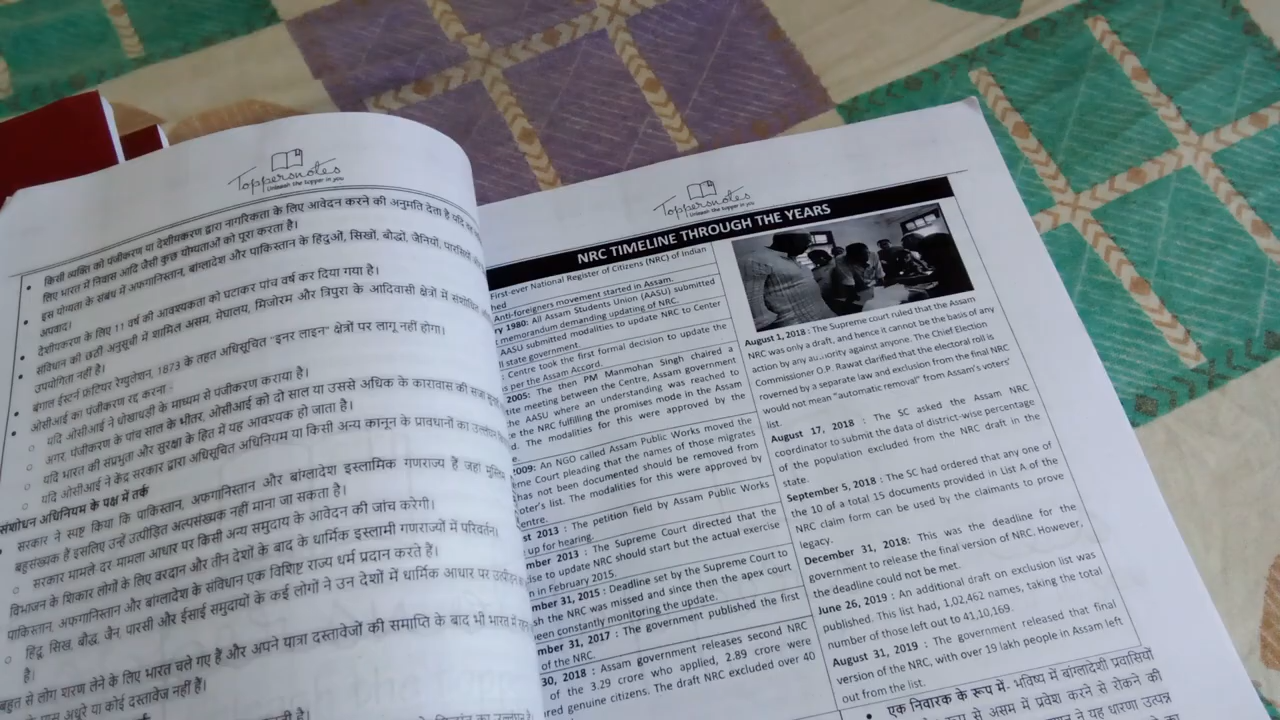 Toppersnotes
Unleash the topper in you
किसी व्यक्ति को पंजीकरण या देशीयकरण द्वारा नागरिकता के लिए आवेदन करने की अनुमति देता है यदि
लिए भारत में निवास आदि जैसी कुछ योग्यताओं को पूरा करता है।
इस योग्यता के संबंध में अफगानिस्तान, बांग्लादेश और पाकिस्तान के हिंदुओं, सिखों, बौद्धों, जैनियों,
देशीयकरण के लिए 11 वर्ष की आवश्यकता को घटाकर पांच वर्ष कर दिया गया है।
अपवाद।
संविधान की छठी अनुसूची में शामिल असम, मेघालय, मिजोरम और त्रिपुरा के आदिवासी क्षेत्रों में
उपयोगिता नहीं है।
बंगाल ईस्टर्न फ्रंटियर रेगुलेशन, 1873 के तहत अधिसूचित "इनर लाइन" क्षेत्रों पर लागू नहीं होगा।
ओसीआई का पंजीकरण रद्द करना -
यदि ओसीआई ने धोखाधड़ी के माध्यम से पंजीकरण कराया है।
अगर, पंजीकरण के पांच साल के भीतर, ओसीआई को दो साल या उससे अधिक के कारावास की सजा
यदि भारत की संप्रभुता और सुरक्षा के हित में यह आवश्यक हो जाता है।
यदि ओसीआई ने केंद्र सरकार द्वारा अधिसूचित अधिनियम या किसी अन्य कानून के प्रावधानों का
संशोधन अधिनियम के पक्ष में तर्क
सरकार ने स्पष्ट किया कि पाकिस्तान, अफगानिस्तान और बांग्लादेश इस्लामिक गणराज्य हैं जहां
बहुसंख्यक हैं इसलिए उन्हें उत्पीड़ित अल्पसंख्यक नहीं माना जा सकता है।
सरकार मामले दर मामला आधार पर किसी अन्य समुदाय के आवेदन की जांच करेगी।
विभाजन के शिकार लोगों के लिए वरदान और तीन देशों के बाद के धार्मिक इस्लामी गणराज्यों में परिवर्तन।
पाकिस्तान, अफगानिस्तान और बांग्लादेश के संविधान एक विशिष्ट राज्य धर्म प्रदान करते हैं।
हिंदू, सिख, बौद्ध, जैन, पारसी और ईसाई समुदायों के कई लोगों ने उन देशों में धार्मिक आधार पर
है।
बहुत से लोग शरण लेने के लिए भारत चले गए हैं और अपने यात्रा दस्तावेजों की समाप्ति के बाद भी भारत में
पास अधूरे या कोई दस्तावेज नहीं हैं।
Toppersnotes
Unleash the topper in you
NRC TIMELINE THROUGH THE YEARS
First-ever National Register of Citizens (NRC) of Indian
hed
Anti-foreigners movement started in Assam.
ry 1980: All Assam Students Union (AASU) submitted
t memorandum demanding updating of NRC.
AASU submitted modalities to update NRC to Center
ll state government.
Centre took the first formal decision to update the
s per the Assam Accord.
2005: The then PM Manmohan Singh chaired a
tite meeting between the Centre, Assam government
the AASU where an understanding was reached to
e the NRC fulfilling the promises mode in the Assam
d. The modalities for this were approved by the
e.
2009: An NGO called Assam Public Works moved the
me Court pleading that the names of those migrates
has not been documented should be removed from
oter's list. The modalities for this were approved by
entre.
st 2013 : The petition field by Assam Public Works
up for hearing.
mber 2013 : The Supreme Court directed that the
ise to update NRC should start but the actual exercise
n in February 2015.
mber 31, 2015 : Deadline set by the Supreme Court to
sh the NRC was missed and since then the apex court
een constantly monitoring the update.
mber 31, 2017 : The government published the first
of the NRC.
30, 2018 : Assam government releases second NRC
of the 3.29 crore who applied, 2.89 crore were
red genuine citizens. The draft NRC excluded over 40
August 1, 2018 : The Supreme court ruled that the Assam
NRC was only a draft, and hence it cannot be the basis of any
action by any authority against anyone. The Chief Election
Commissioner O.P. Rawat clarified that the electoral roll is
roverned by a separate law and exclusion from the final NRC
would not mean "automatic removal" from Assam's voters'
list.
August 17, 2018 : The SC asked the Assam NRC
coordinator to submit the data of district-wise percentage
of the population excluded from the NRC draft in the
state.
September 5, 2018 : The SC had ordered that any one of
the 10 of a total 15 documents provided in List A of the
NRC claim form can be used by the claimants to prove
legacy.
December 31, 2018: This was the deadline for the
government to release the final version of NRC. However,
the deadline could not be met.
June 26, 2019 : An additional draft on exclusion list was
published. This list had, 1,02,462 names, taking the total
number of those left out to 41,10,169.
August 31, 2019 : The government released that final
version of the NRC, with over 19 lakh people in Assam left
out from the list.
एक निवारक के रूप में- भविष्य में बांग्लादेशी प्रवासियों
से असम में प्रवेश करने से रोकने की
ने यह धारणा उत्पन्न